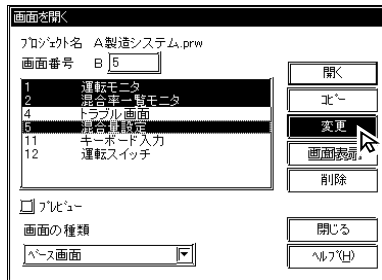 画面を開く
ﾌﾟﾛｼﾞｪｸﾄ名 A製造システム.prw
画面番号 B 5
1 運転モニタ
2 混合率一覧モニタ
4 トラブル画面
5 混合量設定
11 キーボード入力
12 運転スイッチ
開く
ｺﾋﾟｰ
変更
画面表示
削除
ﾌﾟﾚﾋﾞｭｰ
画面の種類
ﾍﾞｰｽ画面
閉じる
ﾍﾙﾌﾟ(H)